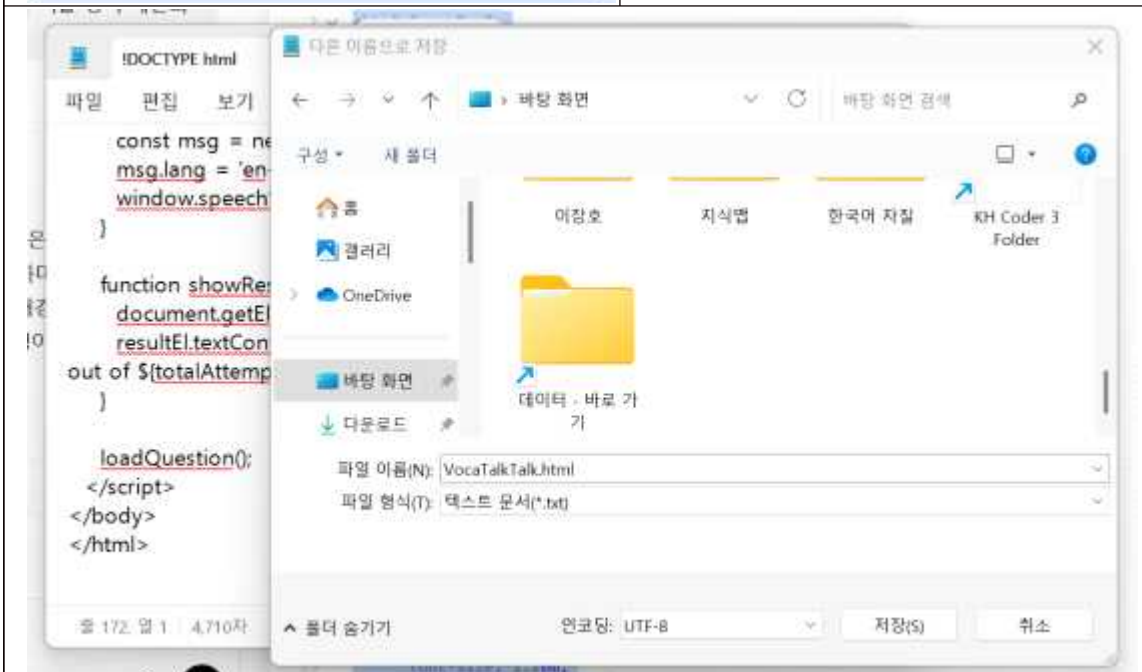 !DOCTYPE html
파일 편집 보기
const msg = ne
msg.lang = 'en-
window.speech
}
function showRes
document.getEl
resultEl.textCon
out of ${totalAttemp
}
loadQuestion();
</script>
</body>
</html>
줄 172, 열 1 4,710자
다른 이름으로 저장
바탕 화면
바탕 화면 검색
구성 새 폴더
홈
갤러리
OneDrive
바탕 화면
다운로드
이장호 지식맵 한국어 자질 KH Coder 3
Folder
데이터 - 바로 가
기
파일 이름(N): VocaTalkTalk.html
파일 형식(T): 텍스트 문서(*.txt)
폴더 숨기기 인코딩: UTF-8 저장(S) 취소